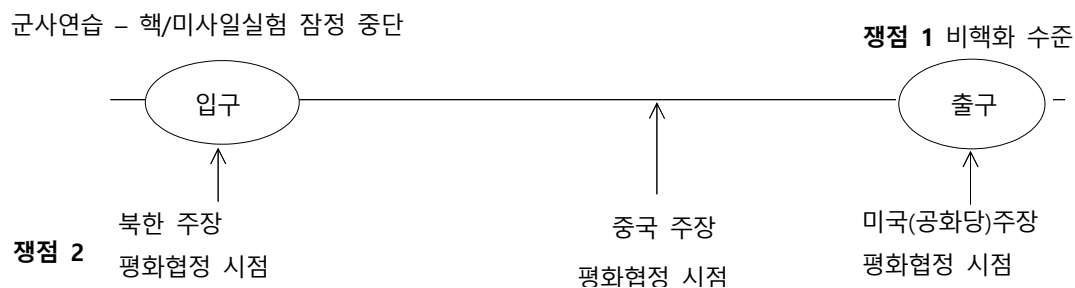 군사연습 – 핵/미사일실험 잠정 중단
쟁점 1 비핵화 수준
입구
출구
북한 주장
평화협정 시점
중국 주장
평화협정 시점
미국(공화당)주장
평화협정 시점
쟁점 2